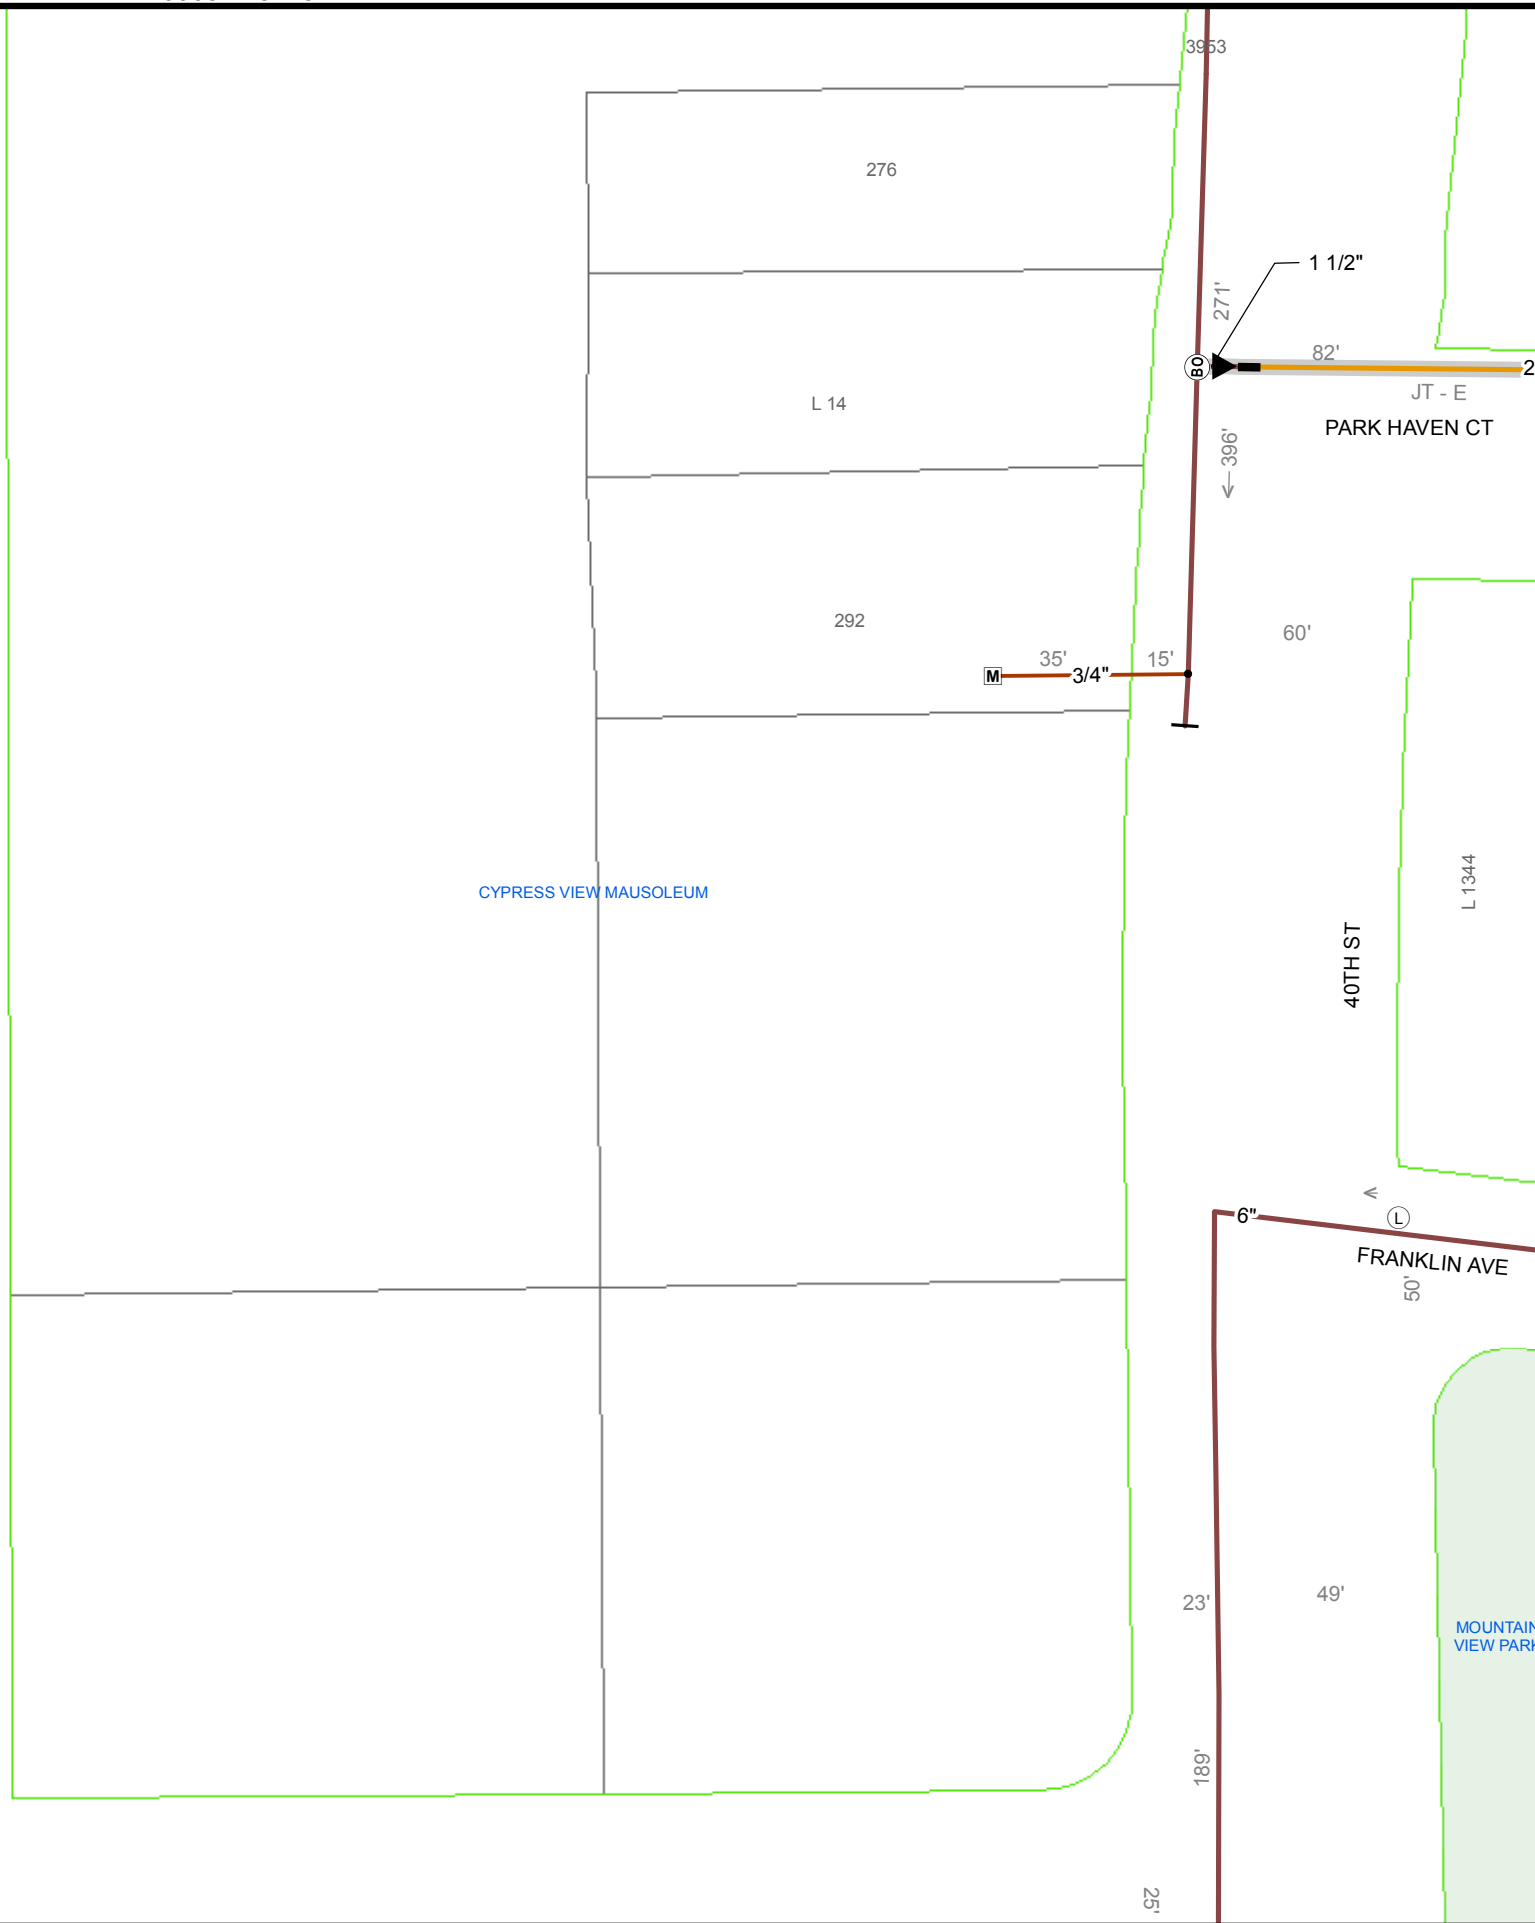 3953
276
1 1/2"
271'
82'
2
JT - E
L 14
BO
PARK HAVEN CT
396'
292
60'
35'
15'
M
3/4"
L 1344
CYPRESS VIEW MAUSOLEUM
40TH ST
6"
L
FRANKLIN AVE
50'
23'
49'
MOUNTAIN
VIEW PARK
189'
25'